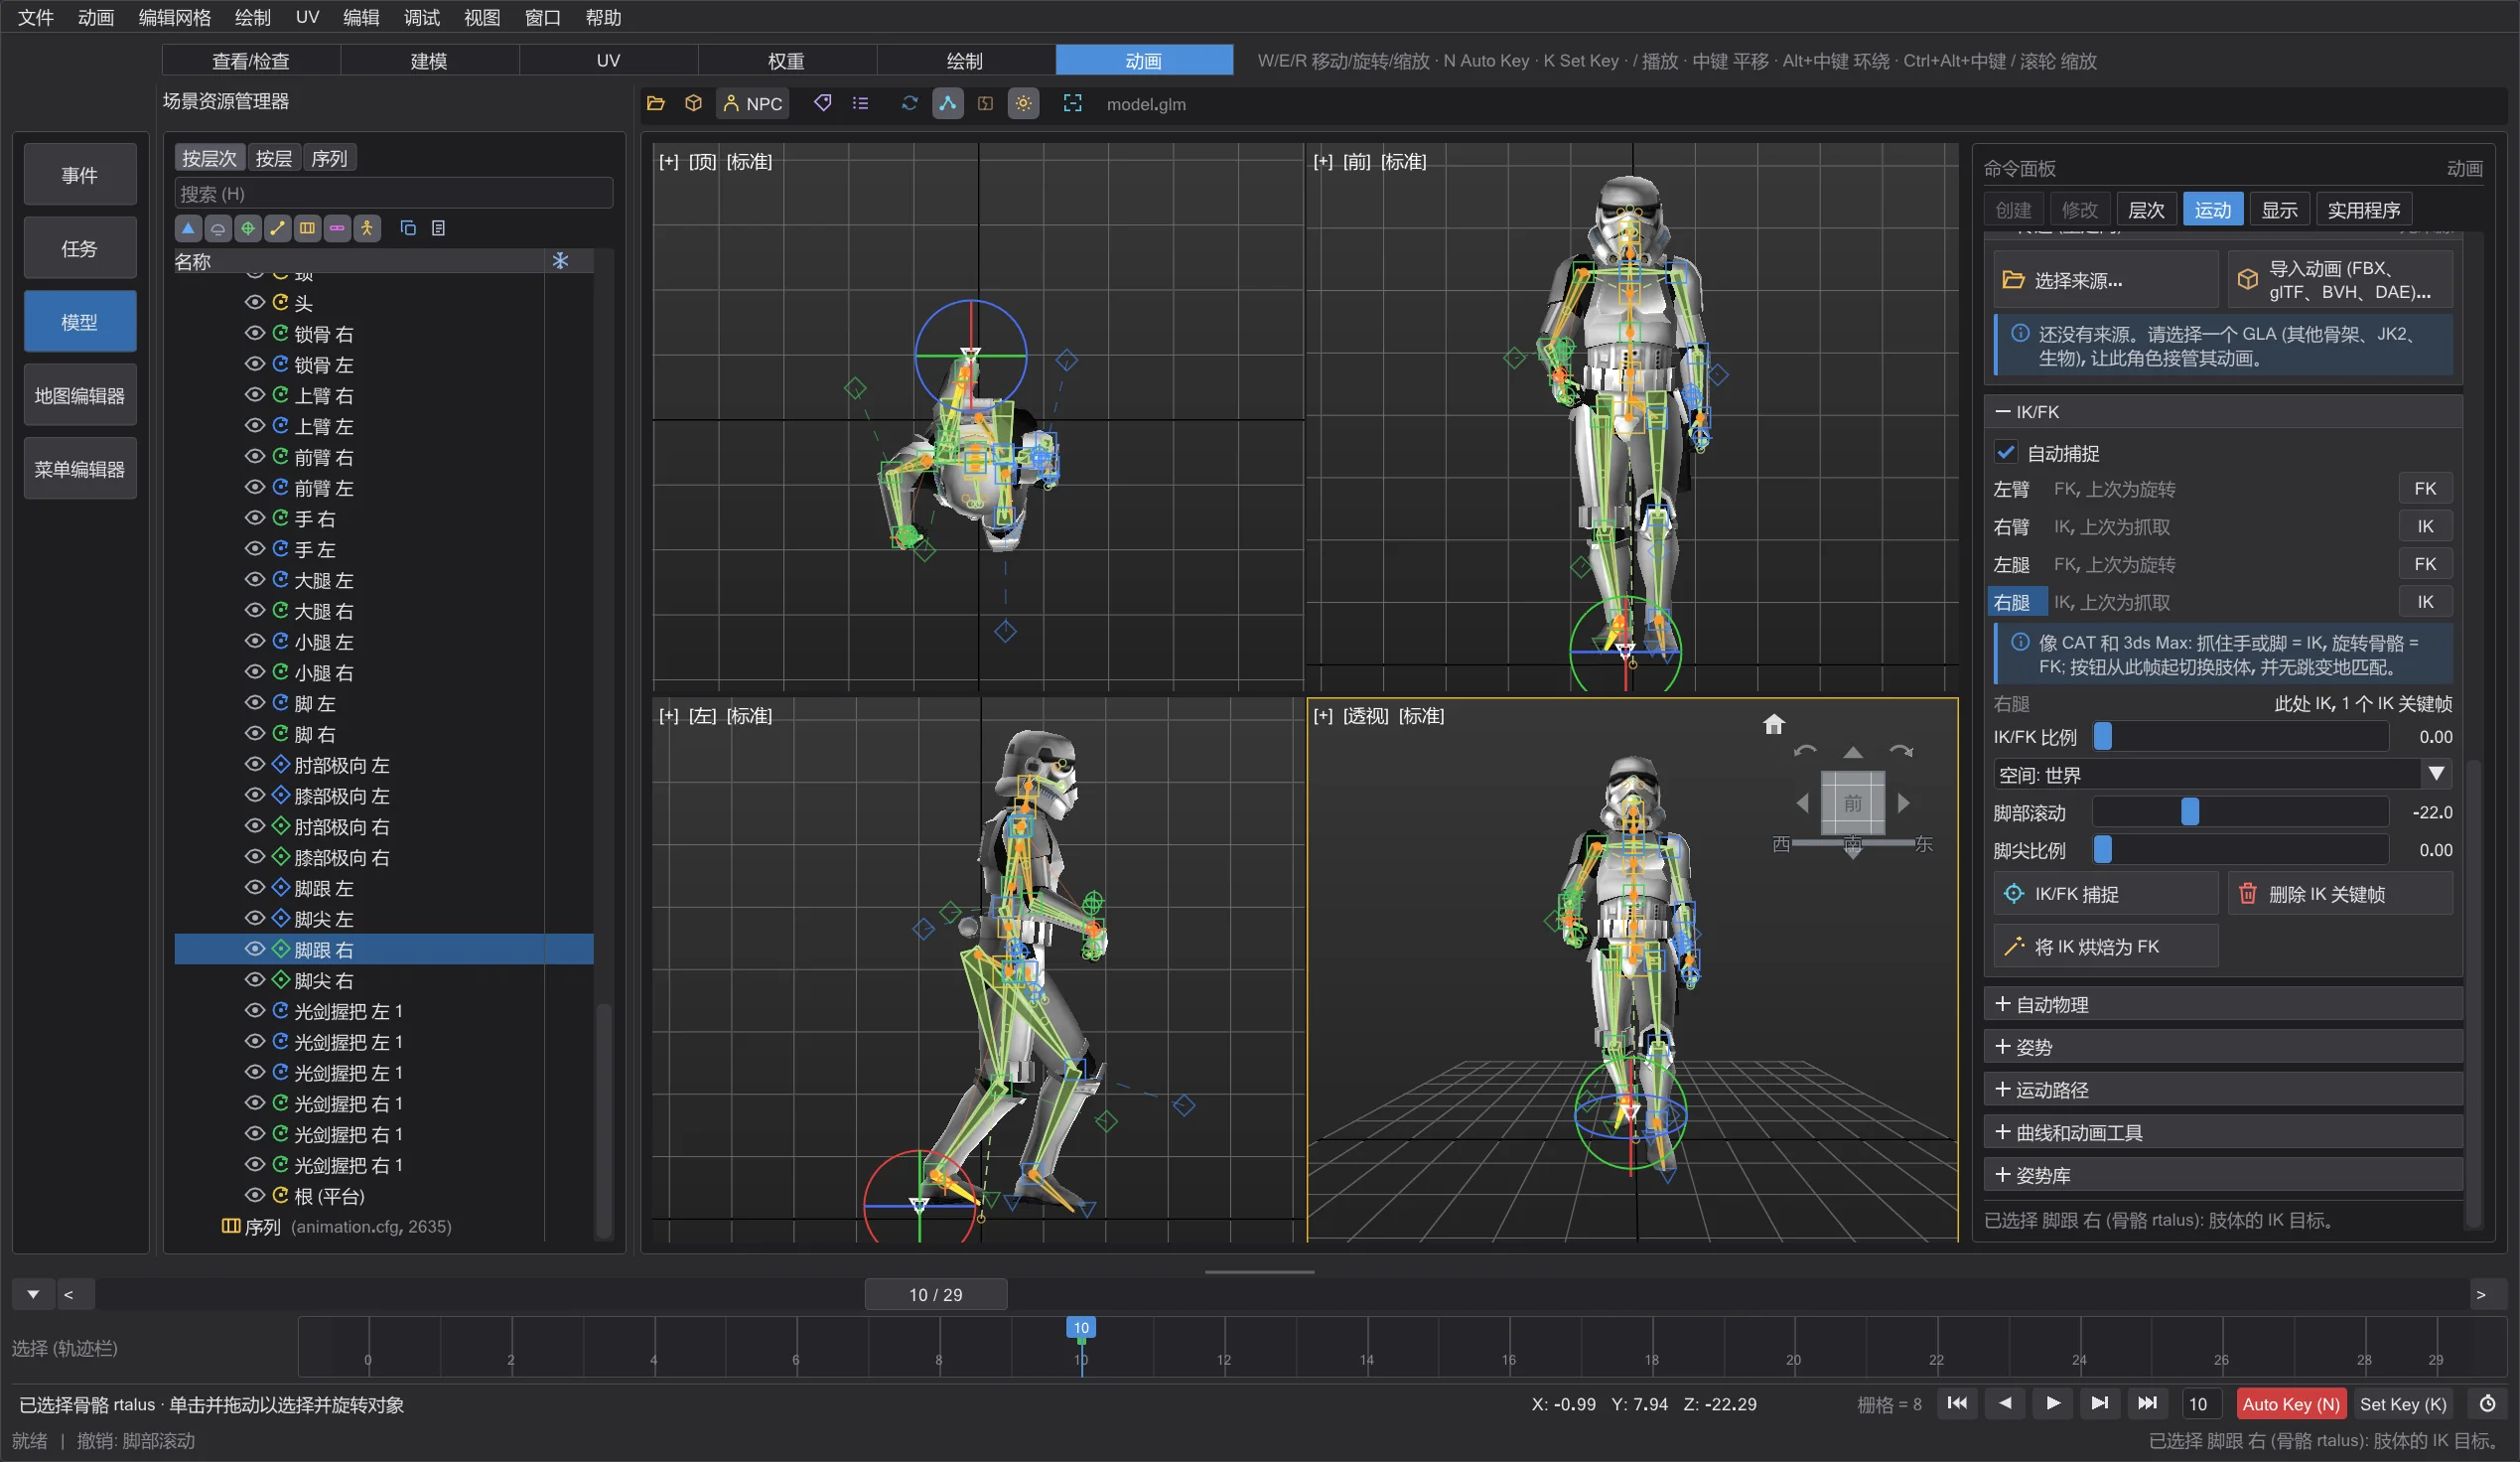 文件 动画 编辑网格 绘制 UV 编辑 调试 视图 窗口 帮助
查看/检查 建模 UV 权重 绘制 动画 W/E/R 移动/旋转/缩放 · N Auto Key · K Set Key · / 播放 · 中键 平移 · Alt+中键 环绕 · Ctrl+Alt+中键 / 滚轮 缩放
场景资源管理器
NPC model.glm
事件
任务
模型
地图编辑器
菜单编辑器
按层次 按层 序列
搜索 (H)
名称
颈
头
锁骨 右
锁骨 左
上臂 右
上臂 左
前臂 右
前臂 左
手 右
手 左
大腿 左
大腿 右
小腿 左
小腿 右
脚 左
脚 右
肘部极向 左
膝部极向 左
肘部极向 右
膝部极向 右
脚跟 左
脚尖 左
脚跟 右
脚尖 右
光剑握把 左 1
光剑握把 左 1
光剑握把 左 1
光剑握把 右 1
光剑握把 右 1
光剑握把 右 1
根 (平台)
序列 (animation.cfg, 2635)
[+] [顶] [标准]
[+] [前] [标准]
[+] [左] [标准]
[+] [透视] [标准]
前
西 南 东
命令面板 动画
创建 修改 层次 运动 显示 实用程序
选择来源...
导入动画 (FBX、
glTF、BVH、DAE)...
还没有来源。请选择一个 GLA (其他骨架、JK2、
生物), 让此角色接管其动画。
IK/FK
自动捕捉
左臂 FK, 上次为旋转 FK
右臂 IK, 上次为抓取 IK
左腿 FK, 上次为旋转 FK
右腿 IK, 上次为抓取 IK
像 CAT 和 3ds Max: 抓住手或脚 = IK, 旋转骨骼 =
FK; 按钮从此帧起切换肢体, 并无跳变地匹配。
右腿 此处 IK, 1 个 IK 关键帧
IK/FK 比例 0.00
空间: 世界
脚部滚动 -22.0
脚尖比例 0.00
IK/FK 捕捉 删除 IK 关键帧
将 IK 烘焙为 FK
自动物理
姿势
运动路径
曲线和动画工具
姿势库
已选择 脚跟 右 (骨骼 rtalus): 肢体的 IK 目标。
< 10 / 29 >
选择 (轨迹栏)
10
0 2 4 6 8 10 12 14 16 18 20 22 24 26 28 29
已选择骨骼 rtalus · 单击并拖动以选择并旋转对象 X: -0.99 Y: 7.94 Z: -22.29 栅格 = 8 10 Auto Key (N) Set Key (K)
就绪 | 撤销: 脚部滚动 已选择 脚跟 右 (骨骼 rtalus): 肢体的 IK 目标。